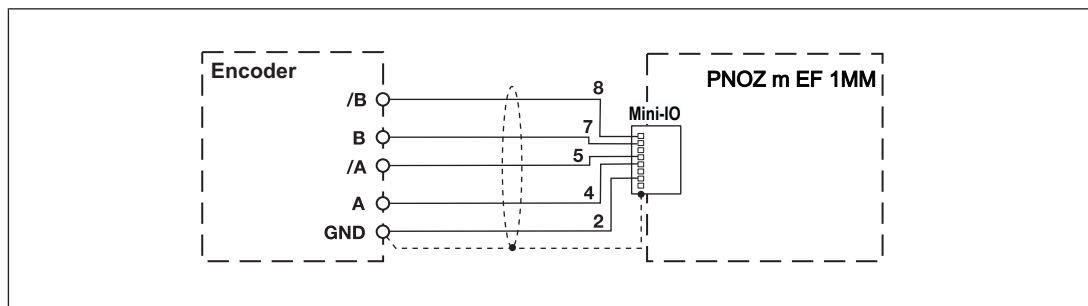 Encoder
PNOZ m EF 1MM
Mini-IO
/B
8
B
7
/A
5
A
4
GND
2